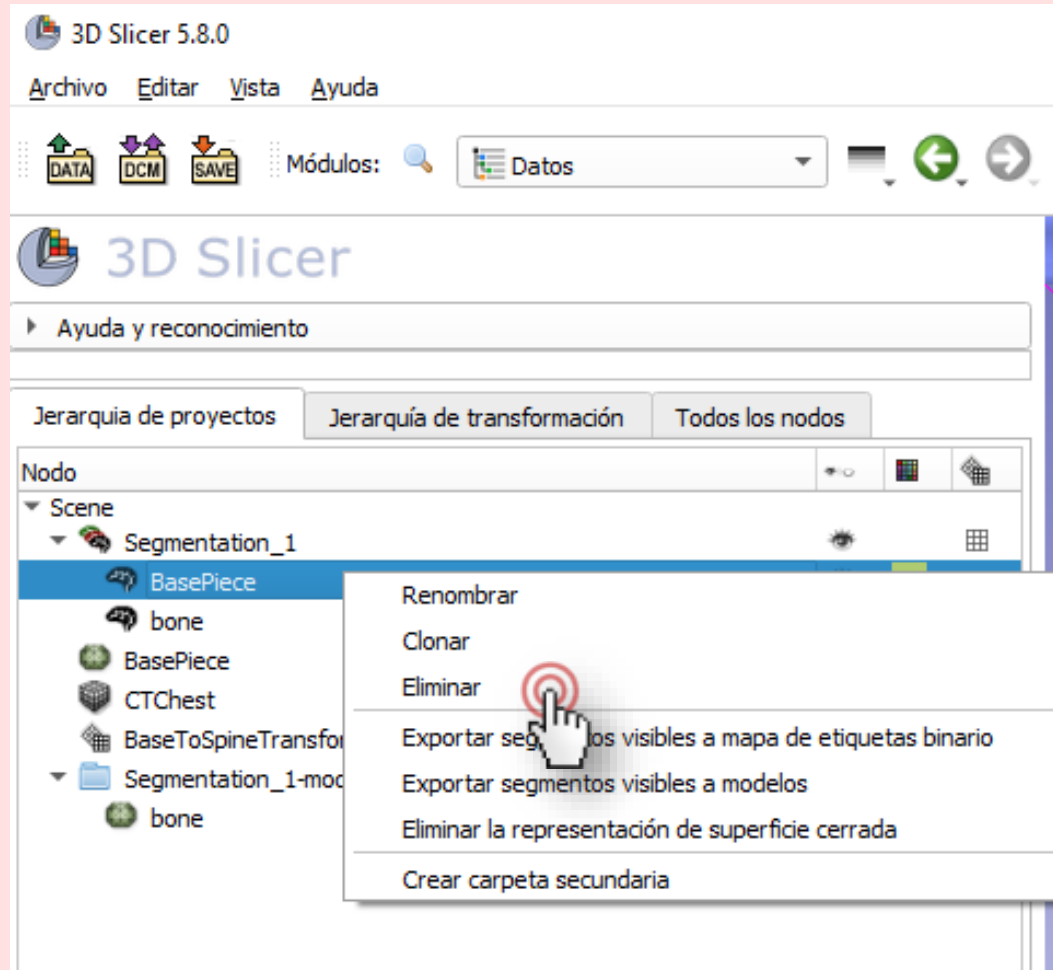 3D Slicer 5.8.0
Archivo Editar Vista Ayuda
DATA DCM SAVE Módulos: Datos
3D Slicer
Ayuda y reconocimiento
Jerarquia de proyectos Jerarquía de transformación Todos los nodos
Nodo
Scene
Segmentation_1
BasePiece
Renombrar
bone
Clonar
BasePiece
Eliminar
CTChest
BaseToSpineTransfor
Exportar visibles a mapa de etiquetas binario
Segmentation_1-mod
Exportar segmentos visibles a modelos
bone
Eliminar la representación de superficie cerrada
Crear carpeta secundaria